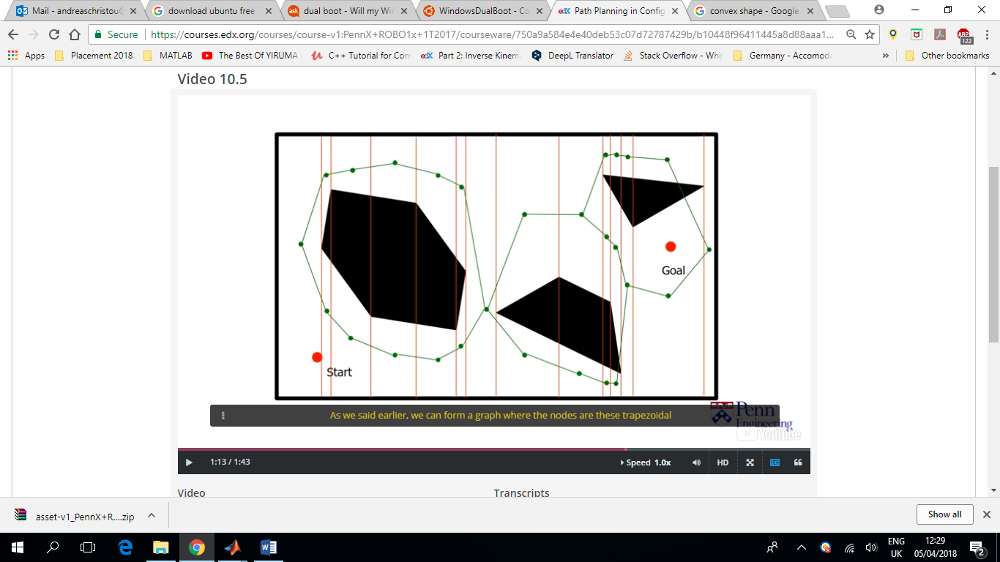 Mail - andreaschristou@
download ubuntu free -
dual boot - Will my Wi
WindowsDualBoot - Co
Path Planning in Config
convex shape - Google
Secure
https://courses.edx.org/courses/course-v1:PennX+ROBO1x+1T2017/courseware/750a9a584e4e40deb53c07d72787429b/b10448f96411445a8d88aaa1...
ABP
122
Apps
Placement 2018
MATLAB
The Best Of YIRUMA
C++ Tutorial for Com
Part 2: Inverse Kinema
DeepL Translator
Stack Overflow - Whe
Germany - Accomoda
»
Other bookmarks
Video 10.5
Goal
Start
Penn
Engineering
As we said earlier, we can form a graph where the nodes are these trapezoidal
YouTube
1:13 / 1:43
Speed 1.0x
HD
Video
Transcripts
asset-v1_PennX+R....zip
Show all
ENG
UK
12:29
05/04/2018
2